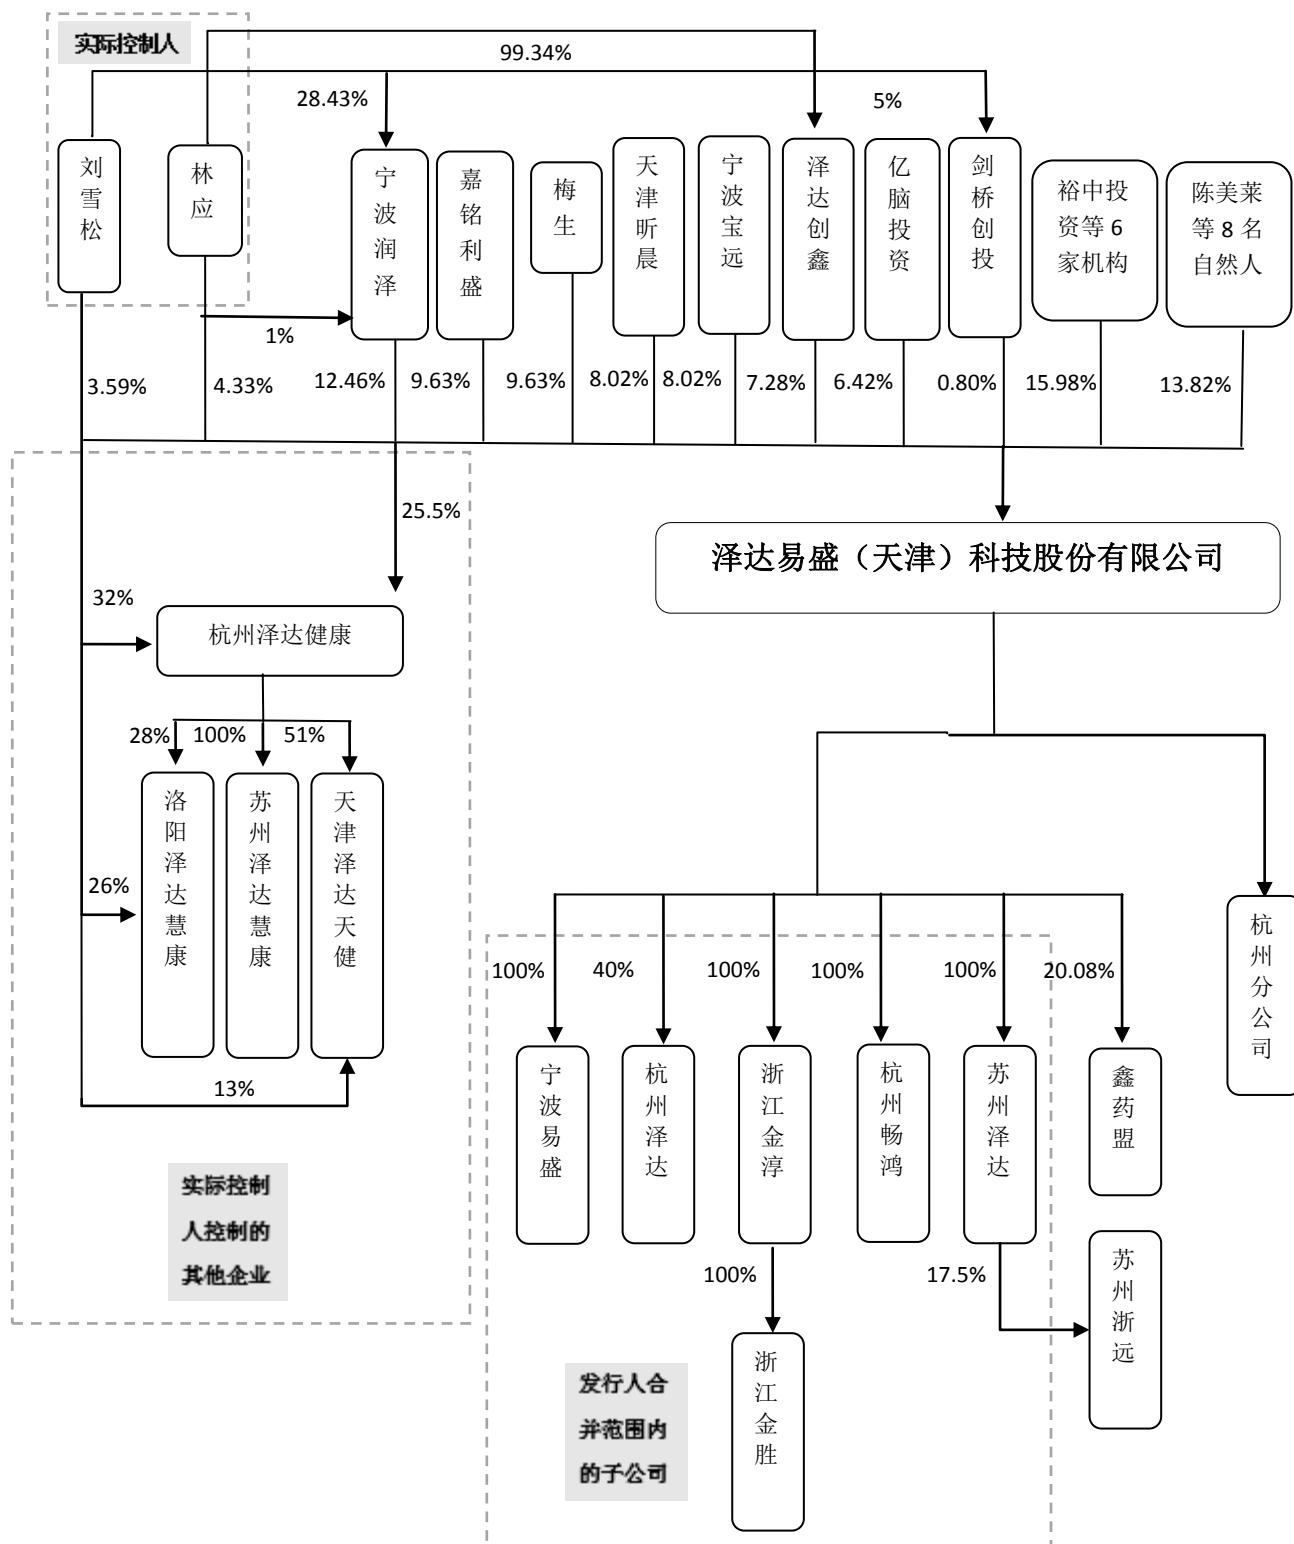 实际控制人
99.34%
28.43%
5%
刘雪松
林应
宁波润泽
嘉铭利盛
梅生
天津昕晨
宁波宝远
泽达创鑫
亿脑投资
剑桥创投
裕中投
资等 6
家机构
陈美莱
等 8 名
自然人
1%
3.59%
4.33%
12.46%
9.63%
9.63%
8.02%
8.02%
7.28%
6.42%
0.80%
15.98%
13.82%
25.5%
泽达易盛（天津）科技股份有限公司
32%
杭州泽达健康
28%
100%
51%
洛阳泽达慧康
苏州泽达慧康
天津泽达天健
26%
13%
实际控制
人控制的
其他企业
100%
40%
100%
100%
100%
20.08%
杭州分公司
宁波易盛
杭州泽达
浙江金淳
杭州畅鸿
苏州泽达
鑫药盟
100%
17.5%
苏州浙远
浙江金胜
发行人合
并范围内
的子公司